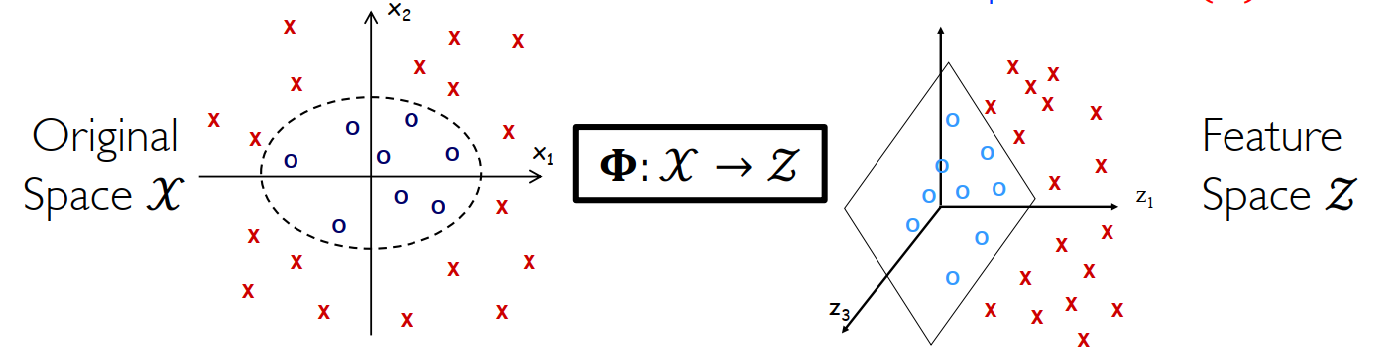 x₂
Original
Space 𝒳
x₁
𝚽: 𝒳 → 𝒵
z₁
z₃
Feature
Space 𝒵